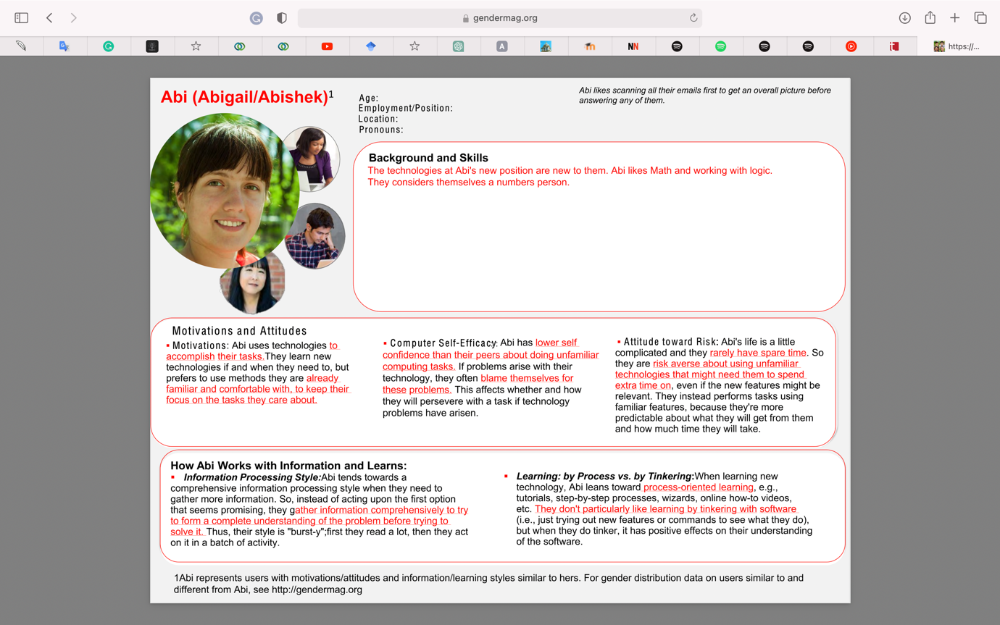 gendermag.org
G
A
NN
https://...
Abi (Abigail/Abishek)1
Age:
Employment/Position:
Location:
Pronouns:
Abi likes scanning all their emails first to get an overall picture before
answering any of them.
Background and Skills
The technologies at Abi's new position are new to them. Abi likes Math and working with logic.
They considers themselves a numbers person.
Motivations and Attitudes
▪ Motivations: Abi uses technologies to
accomplish their tasks.They learn new
technologies if and when they need to, but
prefers to use methods they are already
familiar and comfortable with, to keep their
focus on the tasks they care about.
▪ Computer Self-Efficacy: Abi has lower self
confidence than their peers about doing unfamiliar
computing tasks. If problems arise with their
technology, they often blame themselves for
these problems. This affects whether and how
they will persevere with a task if technology
problems have arisen.
▪ Attitude toward Risk: Abi's life is a little
complicated and they rarely have spare time. So
they are risk averse about using unfamiliar
technologies that might need them to spend
extra time on, even if the new features might be
relevant. They instead performs tasks using
familiar features, because they're more
predictable about what they will get from them
and how much time they will take.
How Abi Works with Information and Learns:
▪ Information Processing Style:Abi tends towards a
comprehensive information processing style when they need to
gather more information. So, instead of acting upon the first option
that seems promising, they gather information comprehensively to try
to form a complete understanding of the problem before trying to
solve it. Thus, their style is "burst-y";first they read a lot, then they act
on it in a batch of activity.
▪ Learning: by Process vs. by Tinkering:When learning new
technology, Abi leans toward process-oriented learning, e.g.,
tutorials, step-by-step processes, wizards, online how-to videos,
etc. They don't particularly like learning by tinkering with software
(i.e., just trying out new features or commands to see what they do),
but when they do tinker, it has positive effects on their understanding
of the software.
1Abi represents users with motivations/attitudes and information/learning styles similar to hers. For gender distribution data on users similar to and
different from Abi, see http://gendermag.org